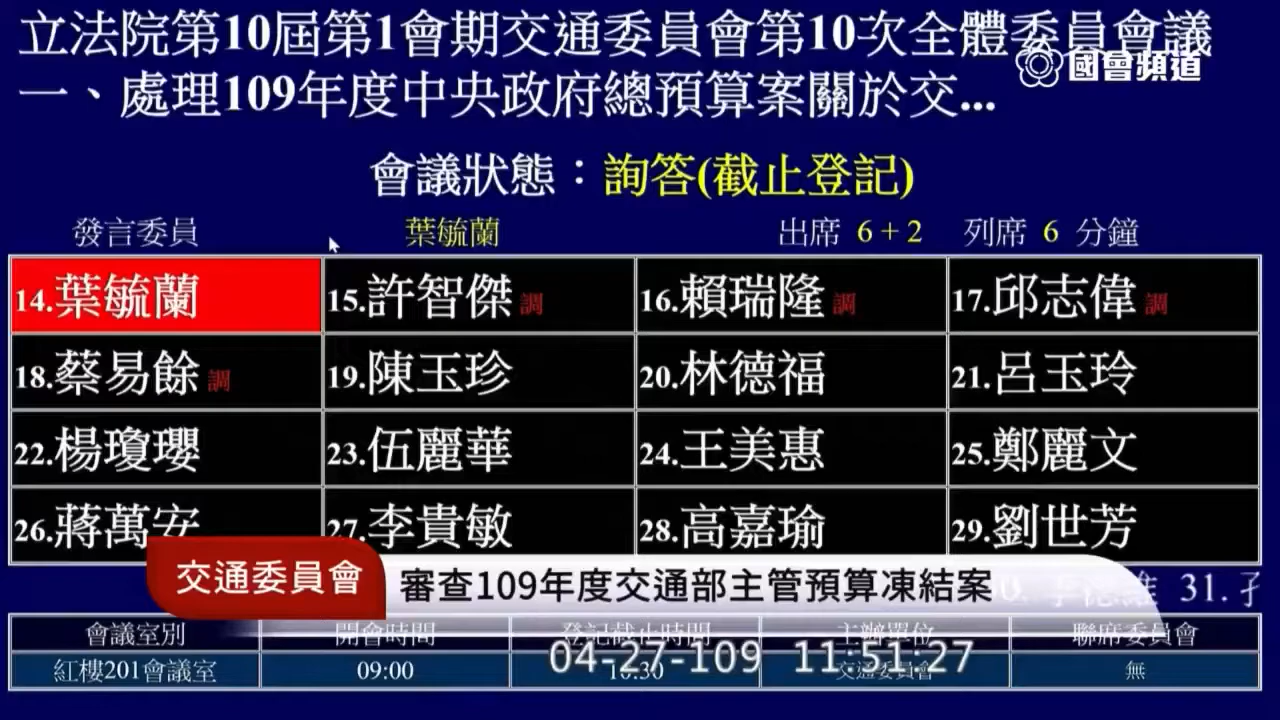 立法院第10屆第1會期交通委員會第10次全體委員會議
國會頻道
一、處理109年度中央政府總預算案關於交...
會議狀態：詢答(截止登記)
發言委員 葉毓蘭 出席 6+2 列席 6 分鐘
14.葉毓蘭 15.許智傑調 16.賴瑞隆調 17.邱志偉調
18.蔡易餘調 19.陳玉珍 20.林德福 21.呂玉玲
22.楊瓊瓔 23.伍麗華 24.王美惠 25.鄭麗文
26.蔣萬安 27.李貴敏 28.高嘉瑜 29.劉世芳
交通委員會 審查109年度交通部主管預算凍結案
31.孔
會議室別 開會時間 登記截止時間 主辦單位 聯席委員會
04-27-109 11:51:27
紅樓201會議室 09:00 10:30 交通委員會 無